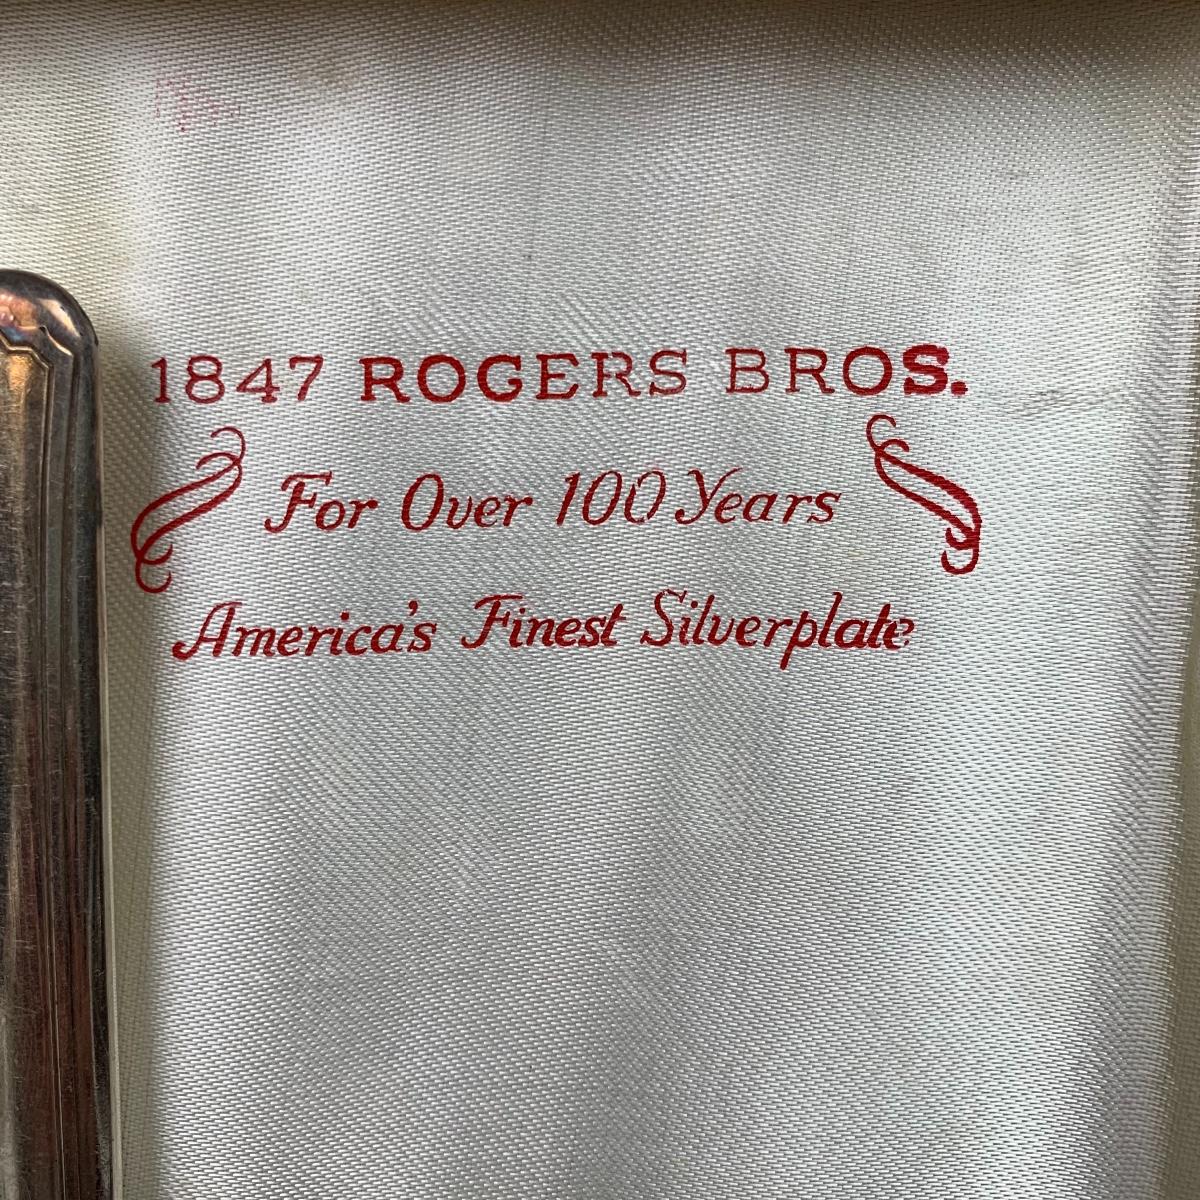 1847 ROGERS BROS.
For Over 100 Years
America's Finest Silverplate